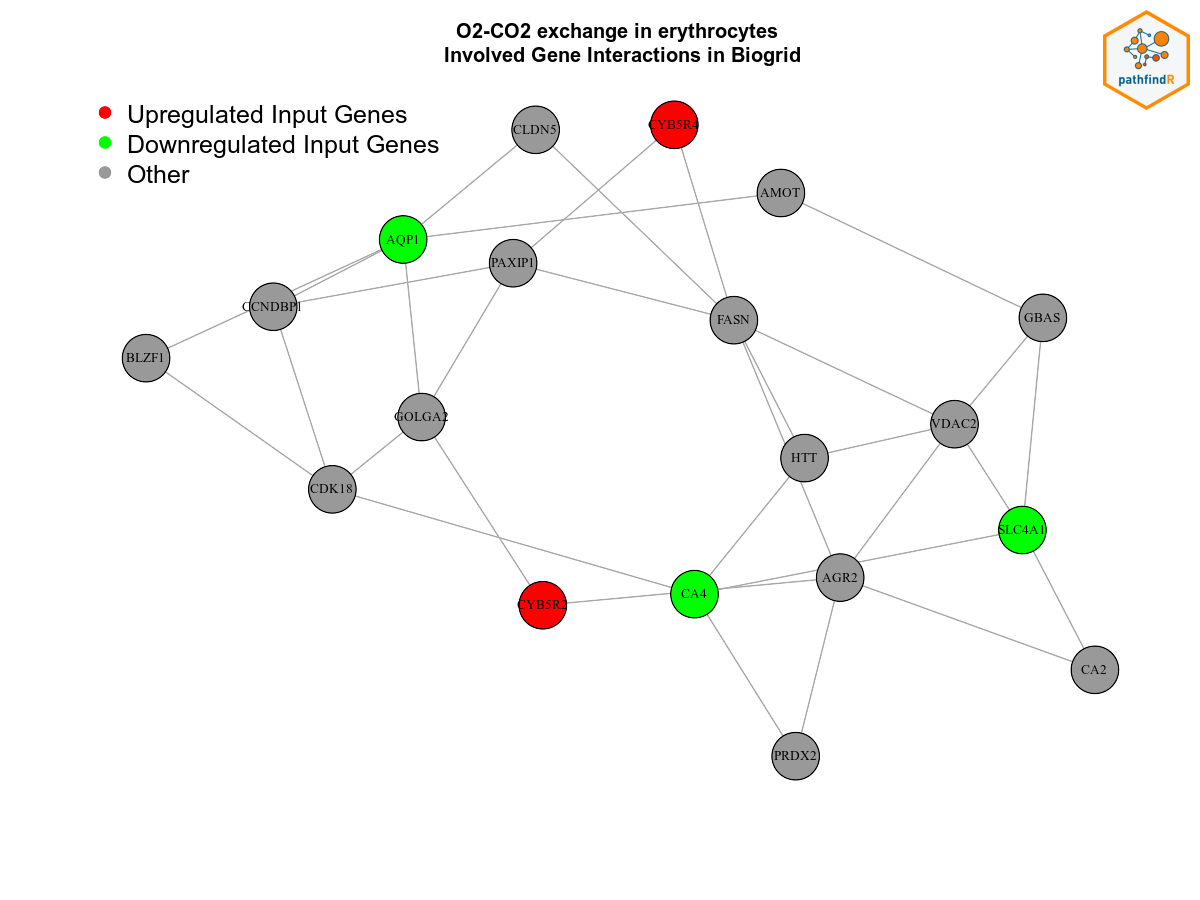 O2-CO2 exchange in erythrocytes
Involved Gene Interactions in Biogrid
pathfindR
Upregulated Input Genes
Downregulated Input Genes
Other
CLDN5
CYB5R4
AMOT
AQP1
PAXIP1
CCNDBP1
FASN
GBAS
BLZF1
GOLGA2
VDAC2
HTT
CDK18
SLC4A1
AGR2
CA4
CYB5R2
CA2
PRDX2